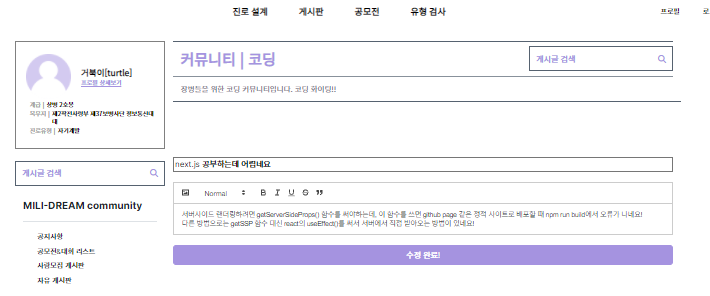 진로 설계 게시판 공모전 유형 검사 프로필 로
거북이[turtle]
프로필 상세보기
계급 | 상병 2호봉
복무지 | 제2작전사령부 제37보병사단 정보통신대대
진로유형 | 자기계발
게시글 검색
MILI-DREAM community
공지사항
공모전&대회 리스트
사람모집 게시판
자유 게시판
커뮤니티 | 코딩
게시글 검색
장병들을 위한 코딩 커뮤니티입니다. 코딩 화이팅!!
next.js 공부하는데 어렵네요
Normal B I U S
서버사이드 랜더링하려면 getServerSideProps() 함수를 써야하는데, 이 함수를 쓰면 github page 같은 정적 사이트로 배포할 때 npm run build에서 오류가 나네요!
다른 방법으로는 getSSP 함수 대신 react의 useEffect()를 써서 서버에서 직접 받아오는 방법이 있네요!
수정 완료!